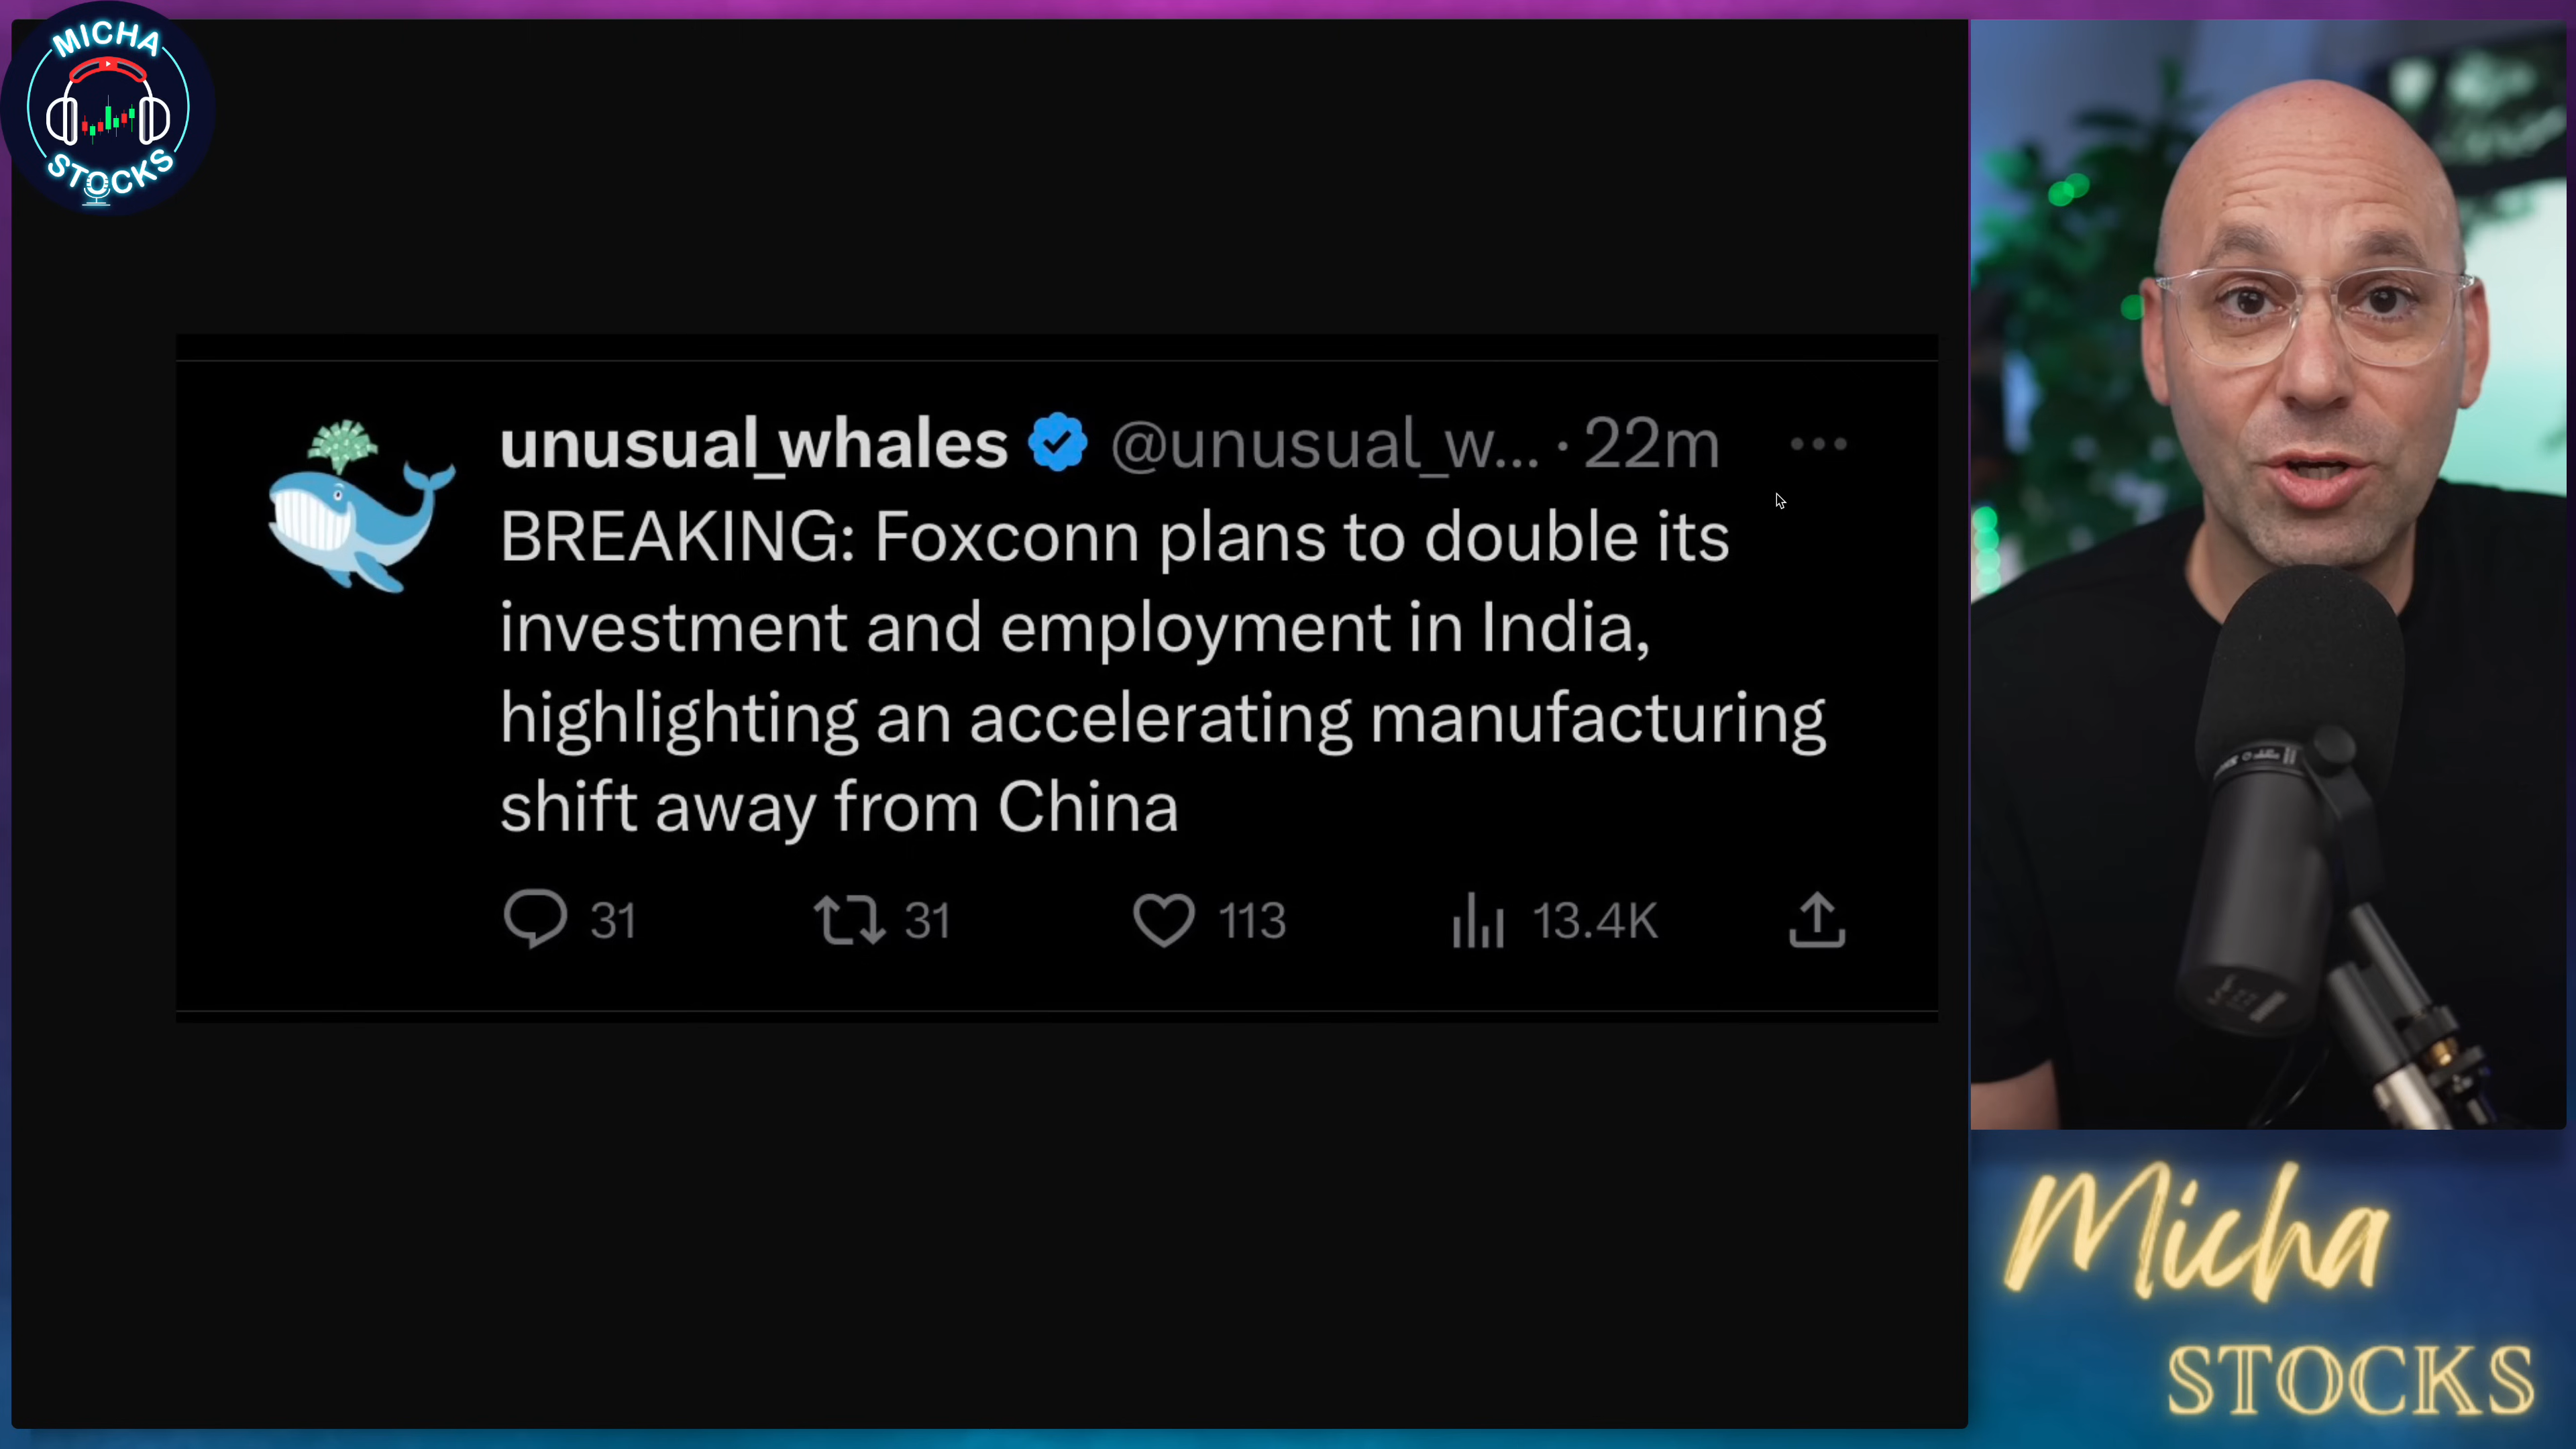 MICHA
STOCKS
unusual_whales @unusual_w... · 22m
BREAKING: Foxconn plans to double its
investment and employment in India,
highlighting an accelerating manufacturing
shift away from China
31 31 113 13.4K
Micha
STOCKS